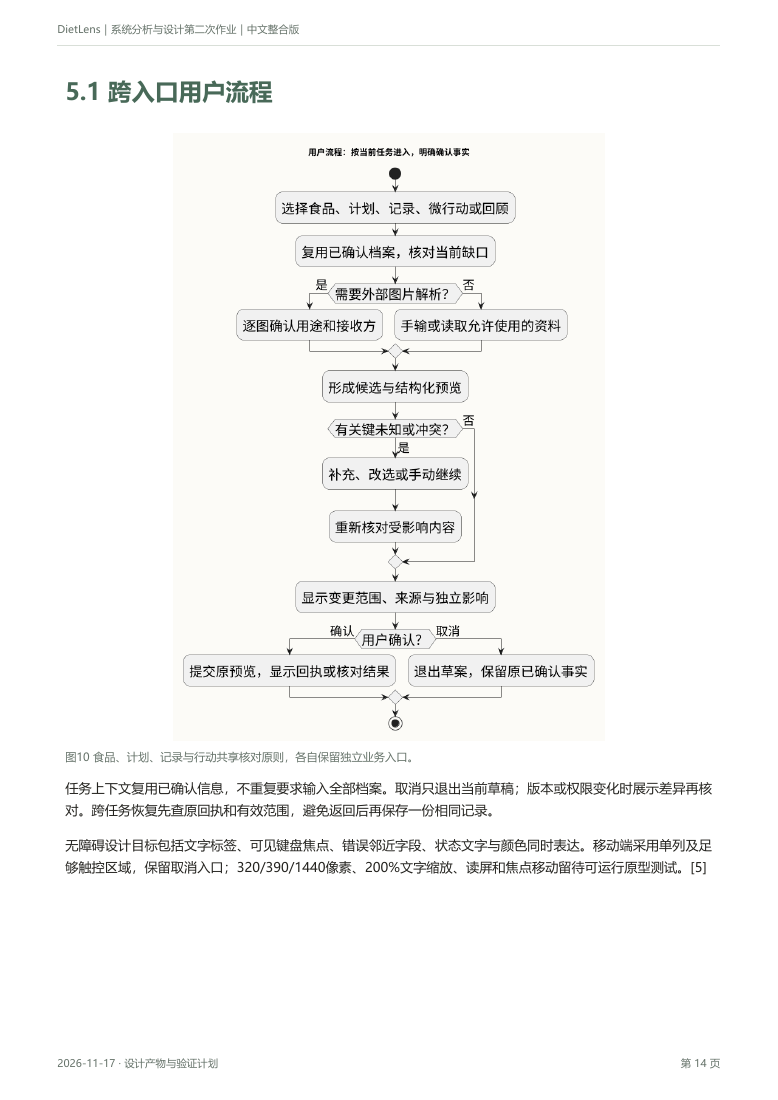 DietLens | 系统分析与设计第二次作业 | 中文整合版
5.1 跨入口用户流程
用户流程：按当前任务进入，明确确认事实
选择食品、计划、记录、微行动或回顾
复用已确认档案，核对当前缺口
是
需要外部图片解析？
否
逐图确认用途和接收方
手输或读取允许使用的资料
形成候选与结构化预览
有关键未知或冲突？
否
是
补充、改选或手动继续
重新核对受影响内容
显示变更范围、来源与独立影响
确认
用户确认？
取消
提交原预览，显示回执或核对结果
退出草案，保留原已确认事实
图10 食品、计划、记录与行动共享核对原则，各自保留独立业务入口。
任务上下文复用已确认信息，不重复要求输入全部档案。取消只退出当前草稿；版本或权限变化时展示差异再核
对。跨任务恢复先查原回执和有效范围，避免返回后再保存一份相同记录。
无障碍设计目标包括文字标签、可见键盘焦点、错误邻近字段、状态文字与颜色同时表达。移动端采用单列及足
够触控区域，保留取消入口；320/390/1440像素、200%文字缩放、读屏和焦点移动留待可运行原型测试。[5]
2026-11-17 · 设计产物与验证计划
第 14 页